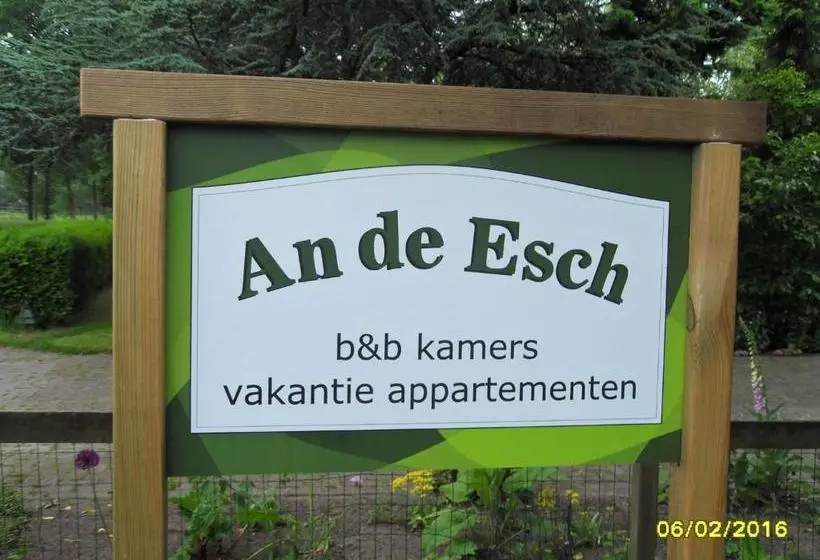 An de Esch
b&b kamers
vakantie appartementen
06/02/2016